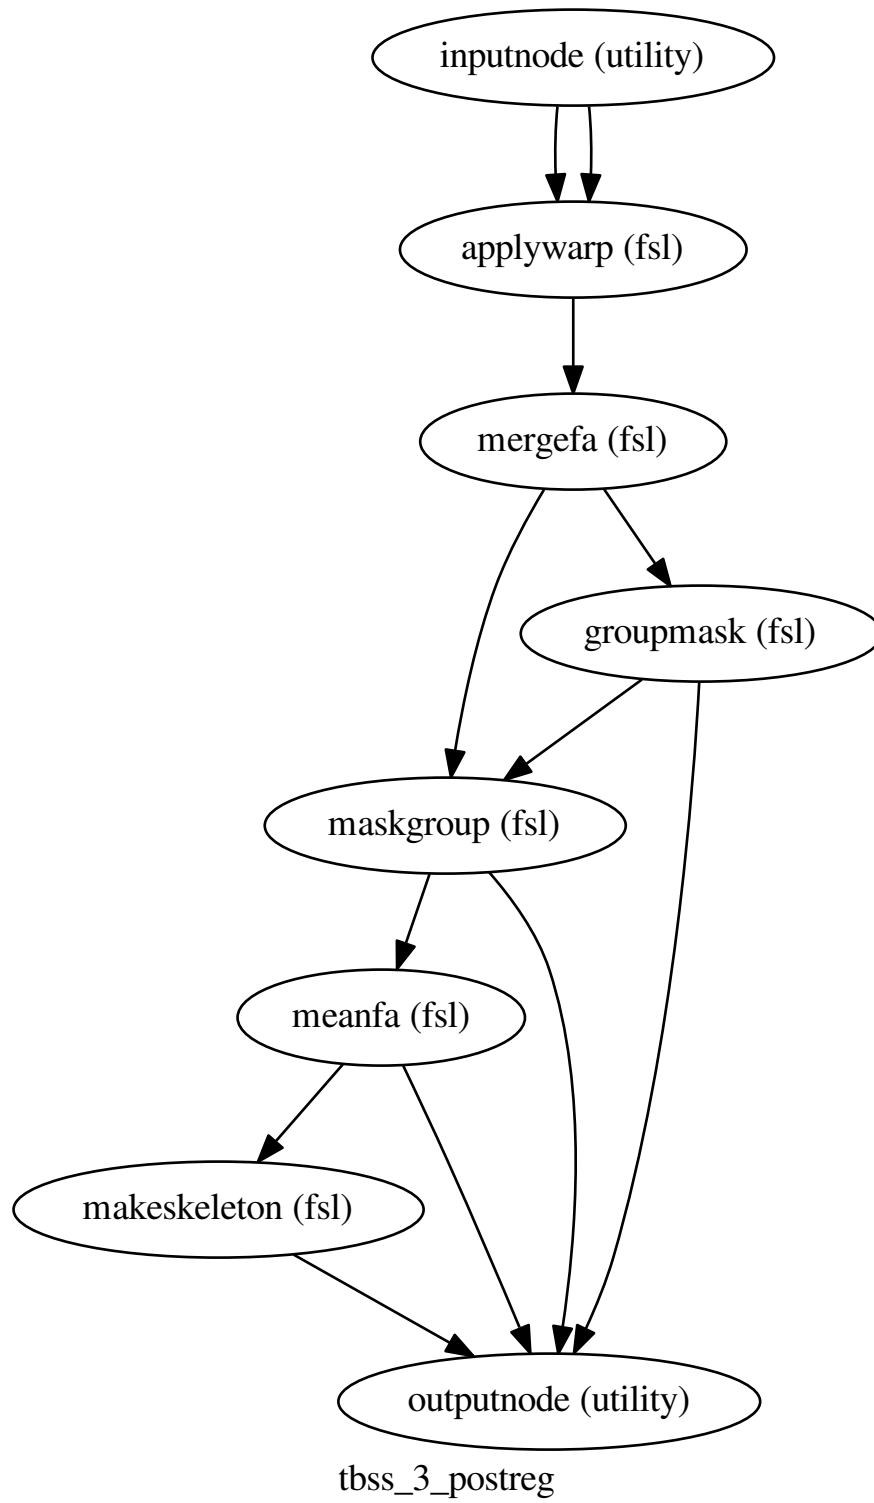 inputnode (utility)
applywarp (fsl)
mergefa (fsl)
groupmask (fsl)
maskgroup (fsl)
meanfa (fsl)
makeskeleton (fsl)
outputnode (utility)
tbss_3_postreg